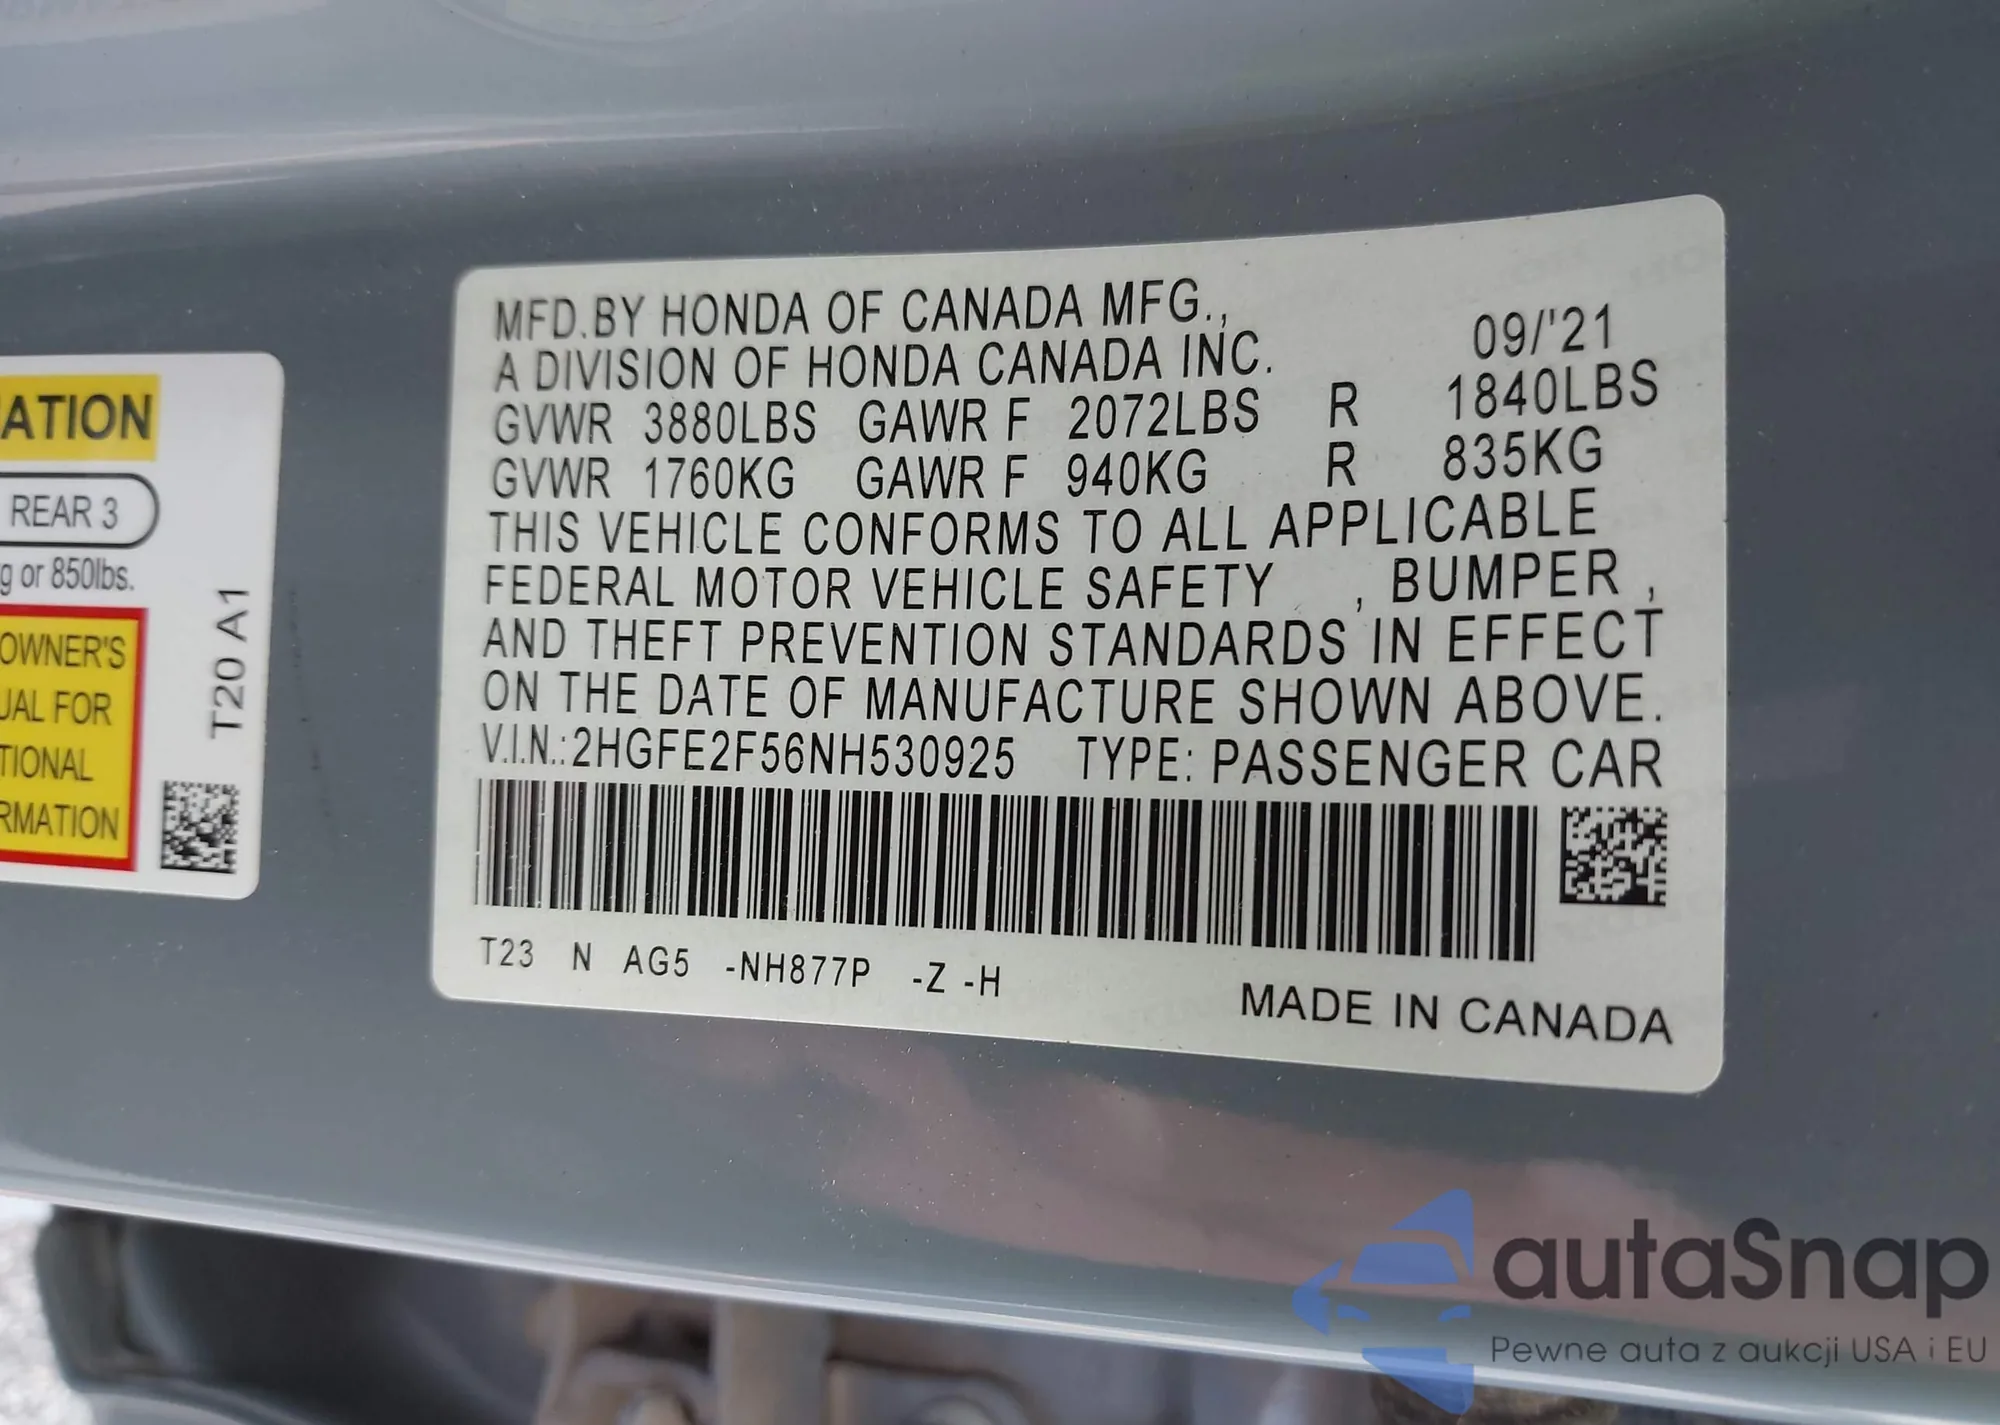 ATION
REAR 3
g or 850lbs.
OWNER'S
UAL FOR
TIONAL
RMATION
T20 A1
MFD.BY HONDA OF CANADA MFG.,
A DIVISION OF HONDA CANADA INC. 09/'21
GVWR 3880LBS GAWR F 2072LBS R 1840LBS
GVWR 1760KG GAWR F 940KG R 835KG
THIS VEHICLE CONFORMS TO ALL APPLICABLE
FEDERAL MOTOR VEHICLE SAFETY , BUMPER ,
AND THEFT PREVENTION STANDARDS IN EFFECT
ON THE DATE OF MANUFACTURE SHOWN ABOVE.
V.I.N.:2HGFE2F56NH530925 TYPE: PASSENGER CAR
T23 N AG5 -NH877P -Z -H
MADE IN CANADA
autaSnap
Pewne auta z aukcji USA i EU